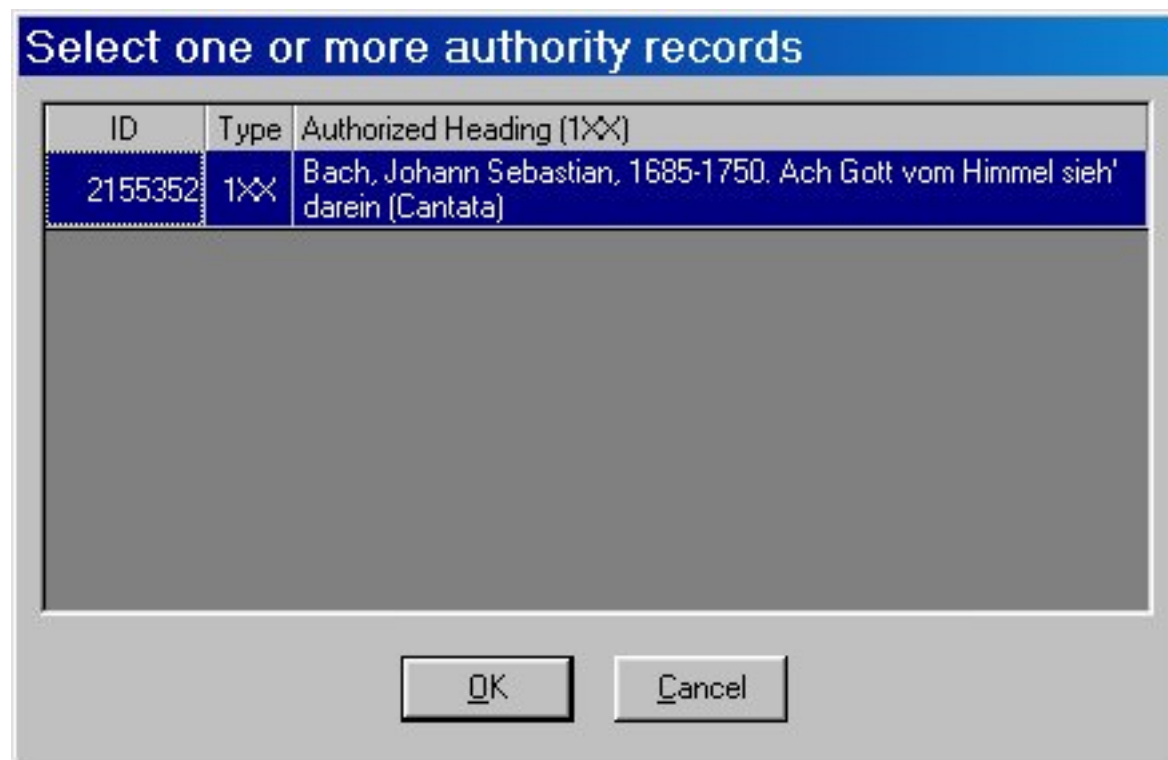 Select one or more authority records
ID Type Authorized Heading (1XX)
2155352 1XX Bach, Johann Sebastian, 1685-1750. Ach Gott vom Himmel sieh'
darein (Cantata)
OK Cancel